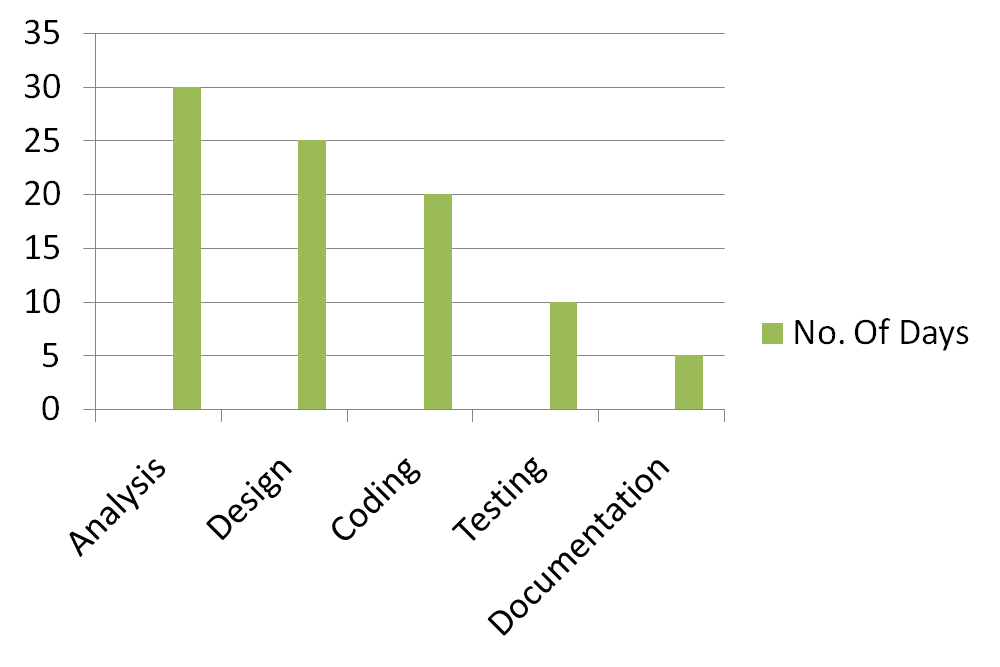 35
30
25
20
15
10
5
0
No. Of Days
Analysis
Design
Coding
Testing
Documentation